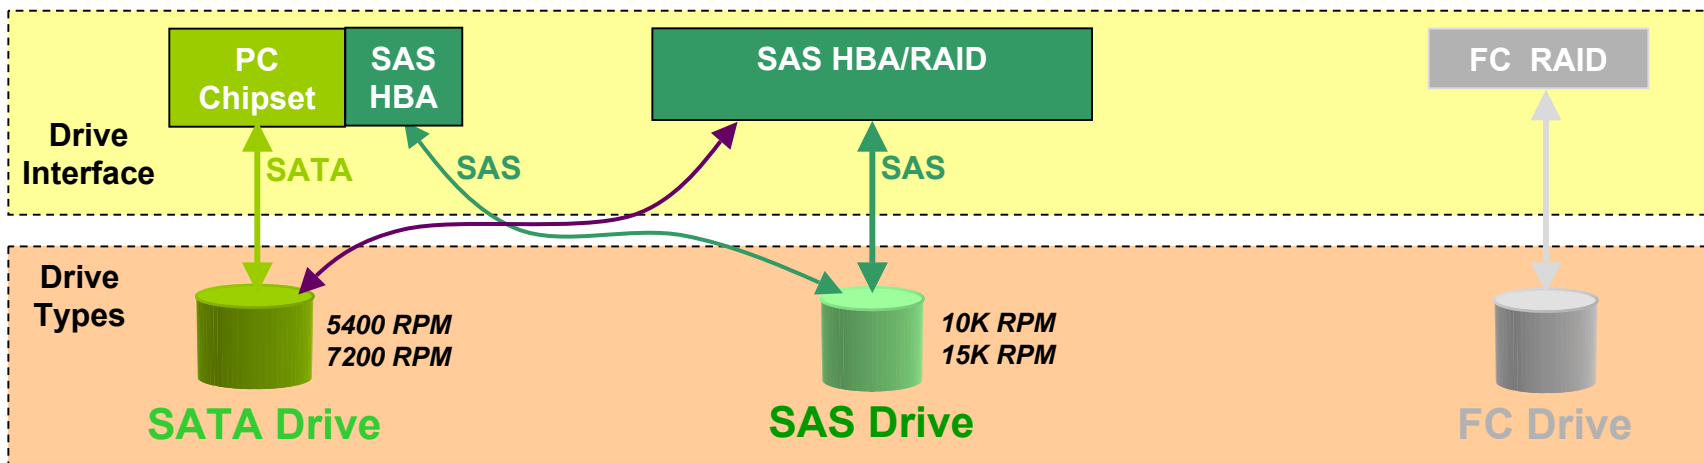 PC
Chipset
SAS
HBA
SAS HBA/RAID
FC RAID
Drive
Interface
SATA
SAS
SAS
Drive
Types
5400 RPM
7200 RPM
10K RPM
15K RPM
SATA Drive
SAS Drive
FC Drive